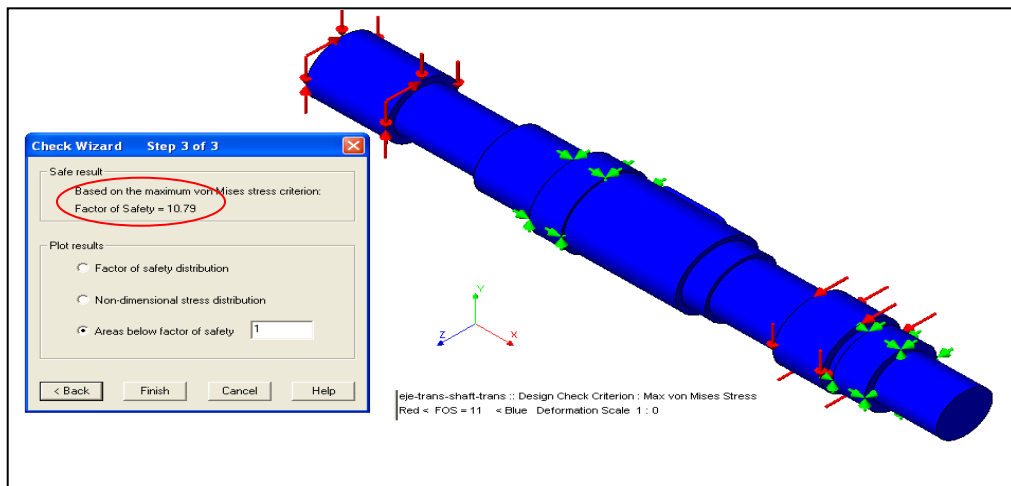 Check Wizard Step 3 of 3
Safe result
Based on the maximum von Mises stress criterion:
Factor of Safety = 10.79
Plot results
Factor of safety distribution
Non-dimensional stress distribution
Areas below factor of safety 1
< Back Finish Cancel Help
Y
Z X
eje-trans-shaft-trans :: Design Check Criterion : Max von Mises Stress
Red < FOS = 11 < Blue Deformation Scale 1 : 0